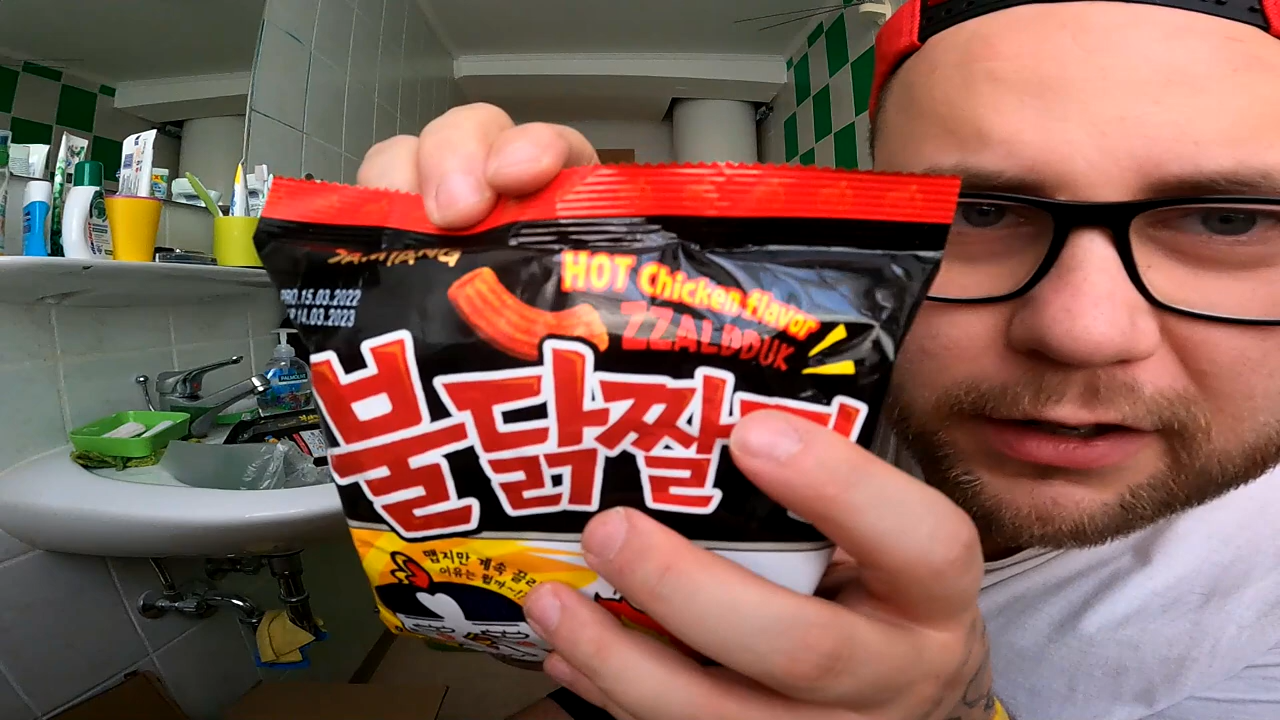 SAMYANG
PRO.15.03.2022
14.03.2023
HOT Chicken Flavor
ZZALDDUK
불닭짤
맵지만 계속 끌리
이유는 뭘까~!?
PALMOLIVE